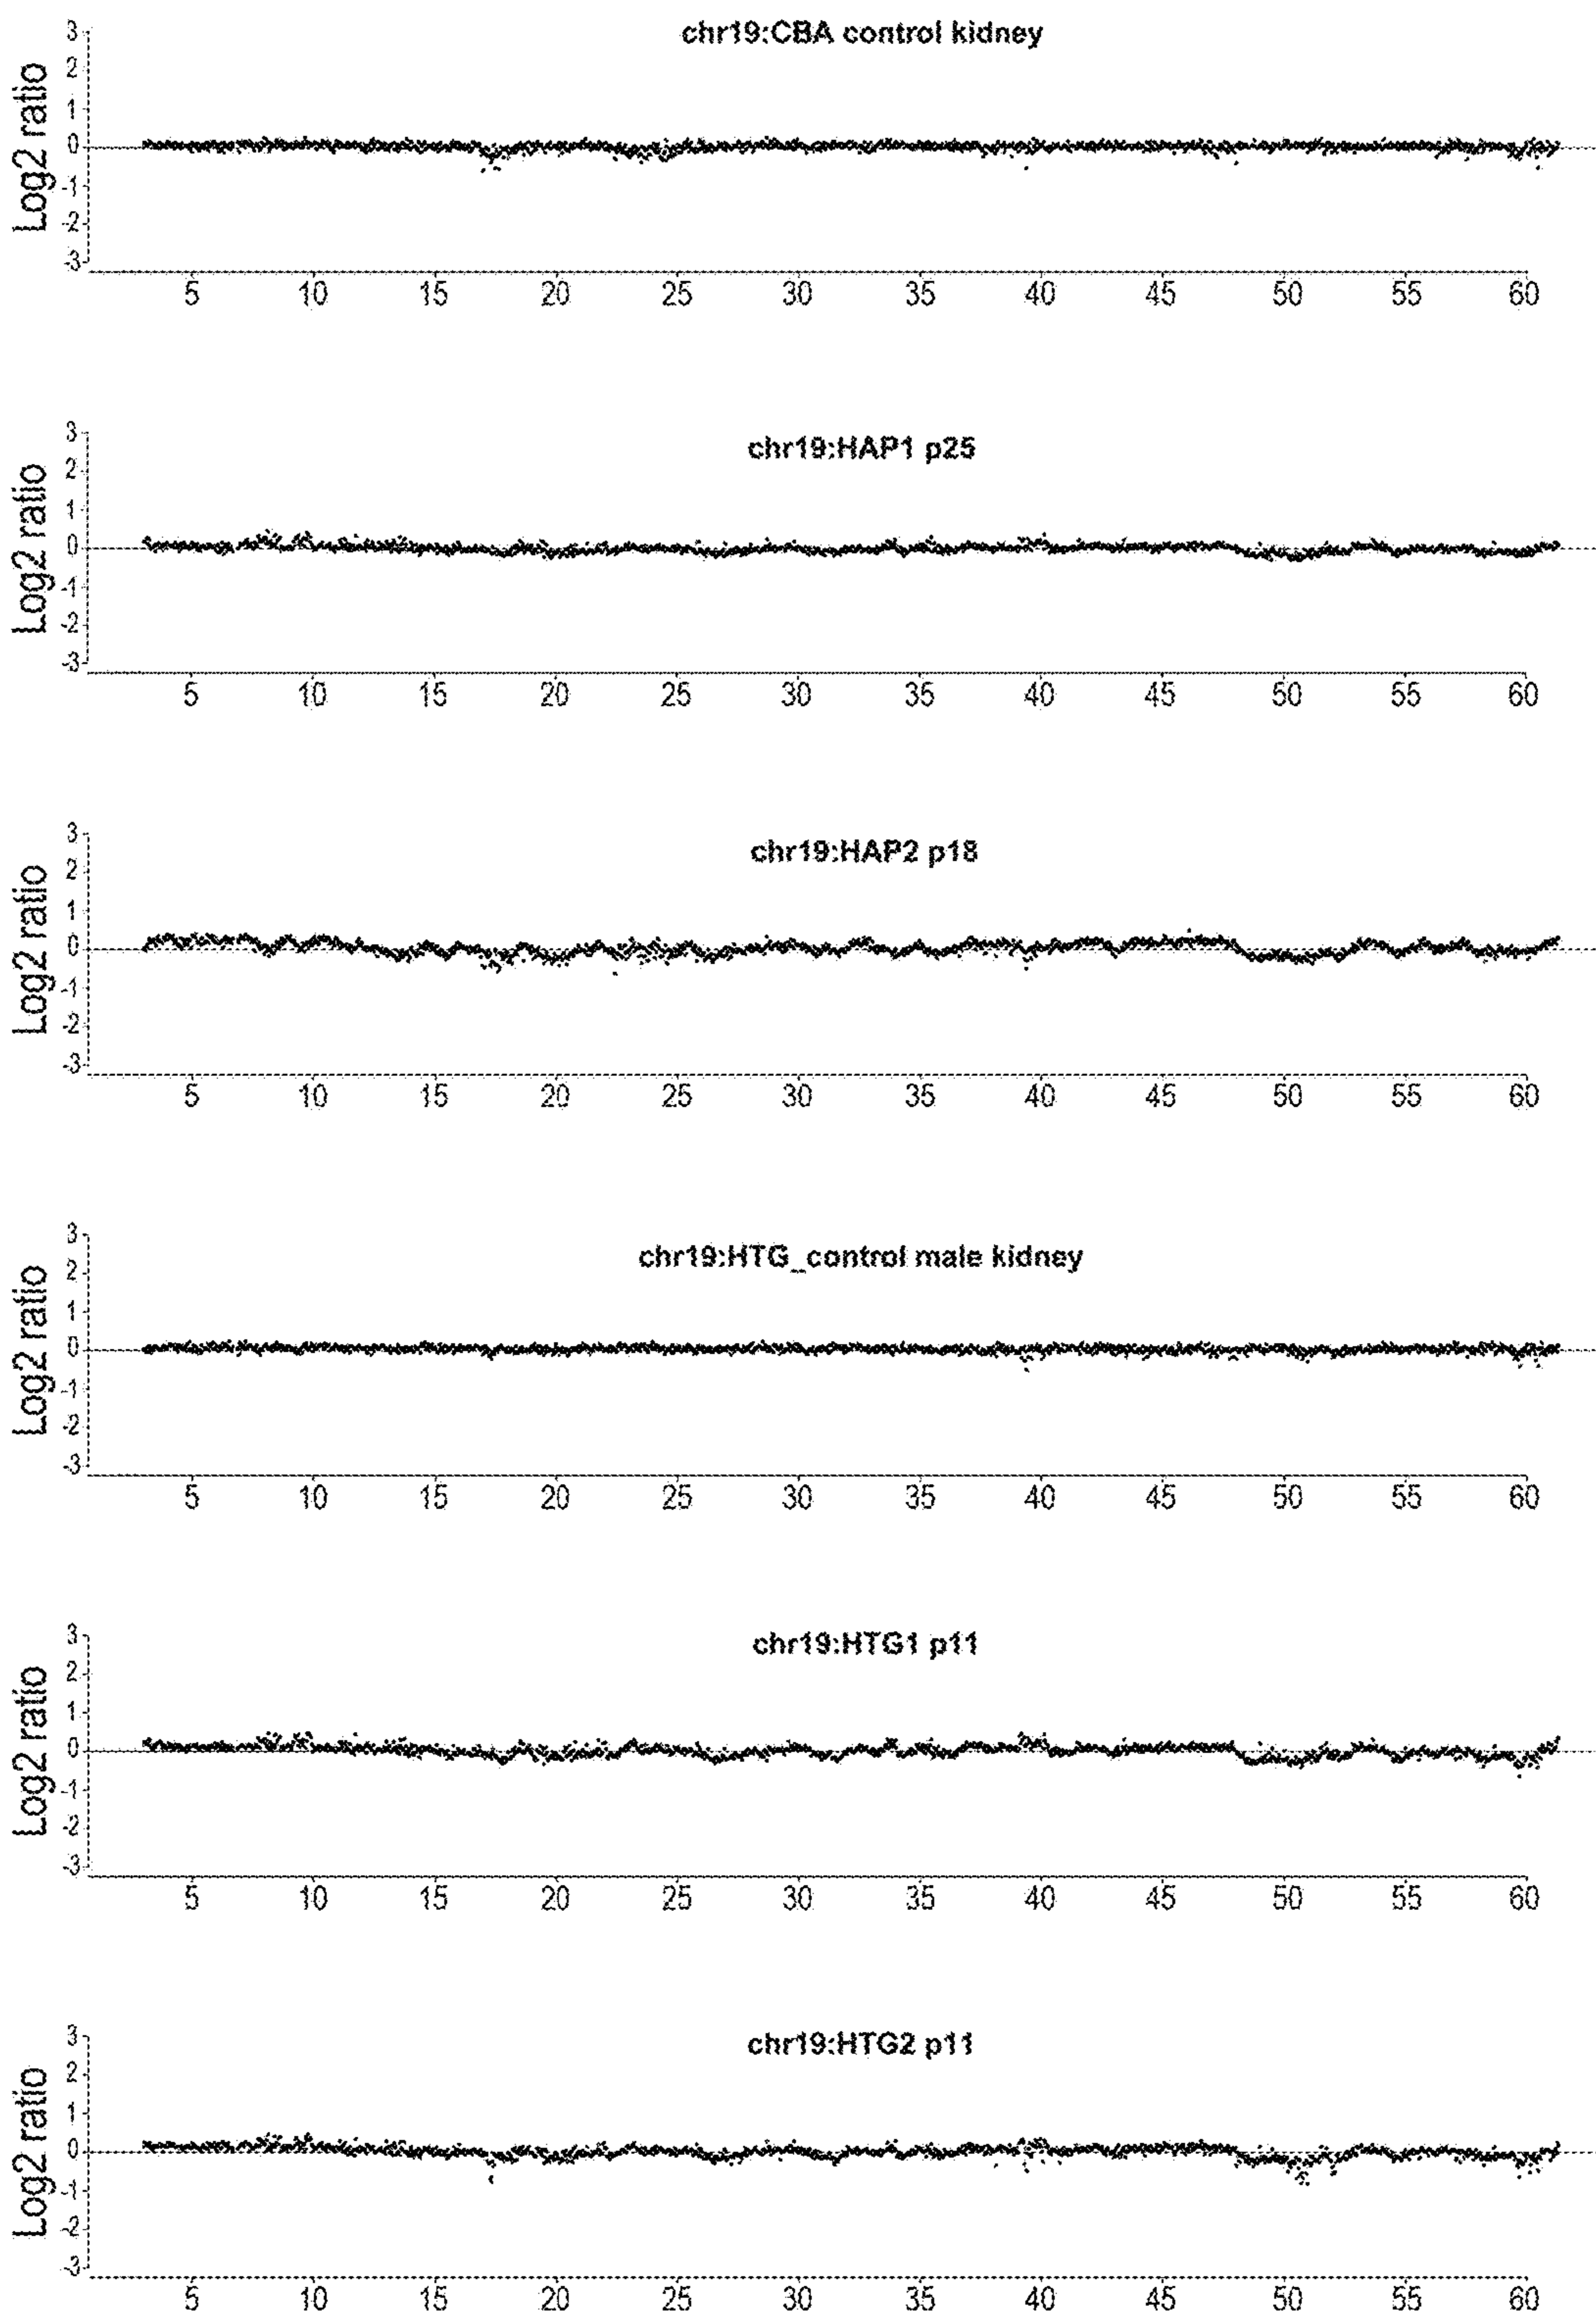 chr19:CBA control kidney
Log2 ratio
3
2
1
0
-1
-2
-3
5 10 15 20 25 30 35 40 45 50 55 60
chr19:HAP1 p25
Log2 ratio
3
2
1
0
-1
-2
-3
5 10 15 20 25 30 35 40 45 50 55 60
chr19:HAP2 p18
Log2 ratio
3
2
1
0
-1
-2
-3
5 10 15 20 25 30 35 40 45 50 55 60
chr19:HTG_control male kidney
Log2 ratio
3
2
1
0
-1
-2
-3
5 10 15 20 25 30 35 40 45 50 55 60
chr19:HTG1 p11
Log2 ratio
3
2
1
0
-1
-2
-3
5 10 15 20 25 30 35 40 45 50 55 60
chr19:HTG2 p11
Log2 ratio
3
2
1
0
-1
-2
-3
5 10 15 20 25 30 35 40 45 50 55 60